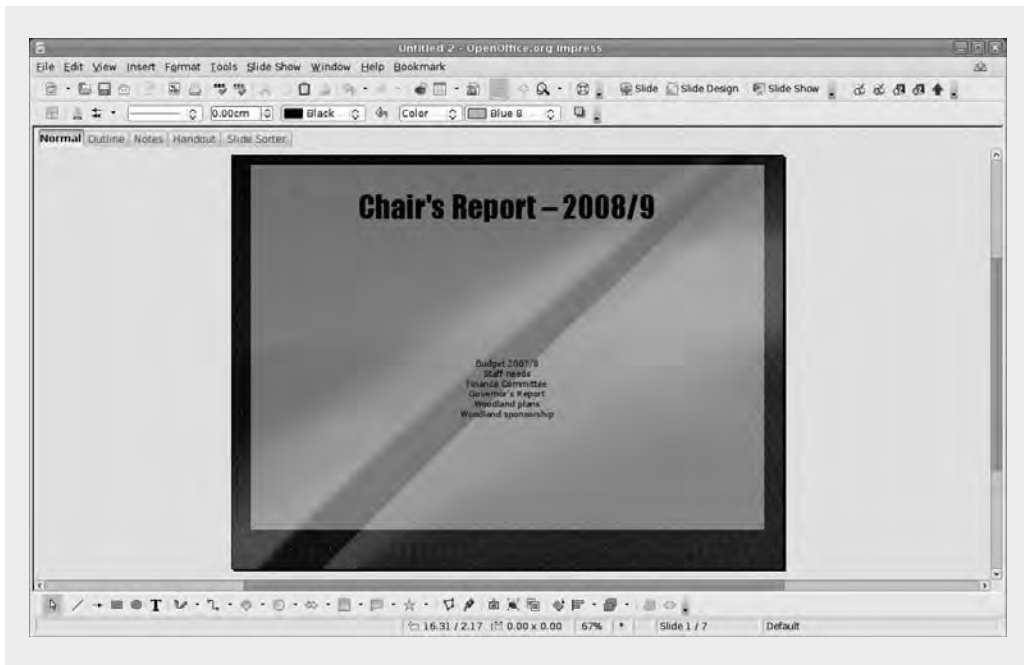 Untitled 2 - OpenOffice.org Impress
File Edit View Insert Format Tools Slide Show Window Help Bookmark
Slide Slide Design Slide Show
0.00cm Black Color Blue 8
Normal Outline Notes Handout Slide Sorter
Chair's Report – 2008/9
Budget 2007/8
Staff needs
Finance Committee
Governor's Report
Woodland plans
Woodland sponsorship
T
16.31 / 2.17 0.00 x 0.00 67% * Slide 1 / 7 Default